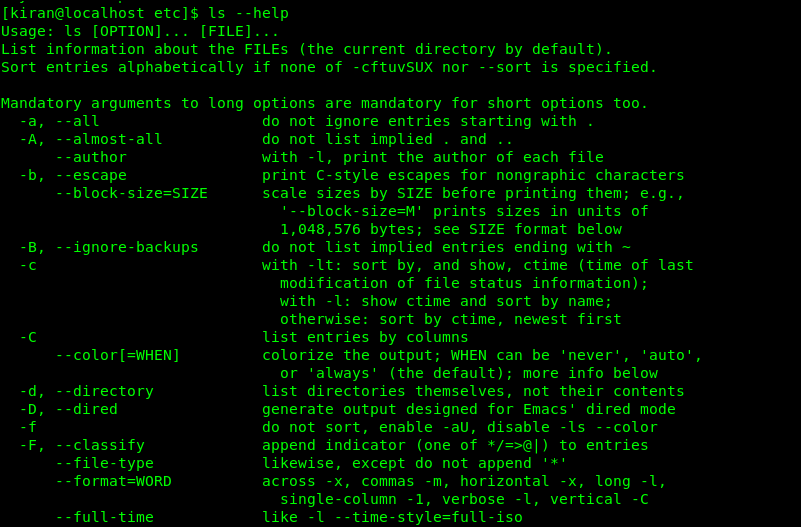 [kiran@localhost etc]$ ls --help
Usage: ls [OPTION]... [FILE]...
List information about the FILEs (the current directory by default).
Sort entries alphabetically if none of -cftuvSUX nor --sort is specified.

Mandatory arguments to long options are mandatory for short options too.
  -a, --all                  do not ignore entries starting with .
  -A, --almost-all           do not list implied . and ..
      --author               with -l, print the author of each file
  -b, --escape               print C-style escapes for nongraphic characters
      --block-size=SIZE      scale sizes by SIZE before printing them; e.g.,
                               '--block-size=M' prints sizes in units of
                               1,048,576 bytes; see SIZE format below
  -B, --ignore-backups       do not list implied entries ending with ~
  -c                         with -lt: sort by, and show, ctime (time of last
                               modification of file status information);
                               with -l: show ctime and sort by name;
                               otherwise: sort by ctime, newest first
  -C                         list entries by columns
      --color[=WHEN]         colorize the output; WHEN can be 'never', 'auto',
                               or 'always' (the default); more info below
  -d, --directory            list directories themselves, not their contents
  -D, --dired                generate output designed for Emacs' dired mode
  -f                         do not sort, enable -aU, disable -ls --color
  -F, --classify             append indicator (one of */=>@|) to entries
      --file-type            likewise, except do not append '*'
      --format=WORD          across -x, commas -m, horizontal -x, long -l,
                               single-column -1, verbose -l, vertical -C
      --full-time            like -l --time-style=full-iso